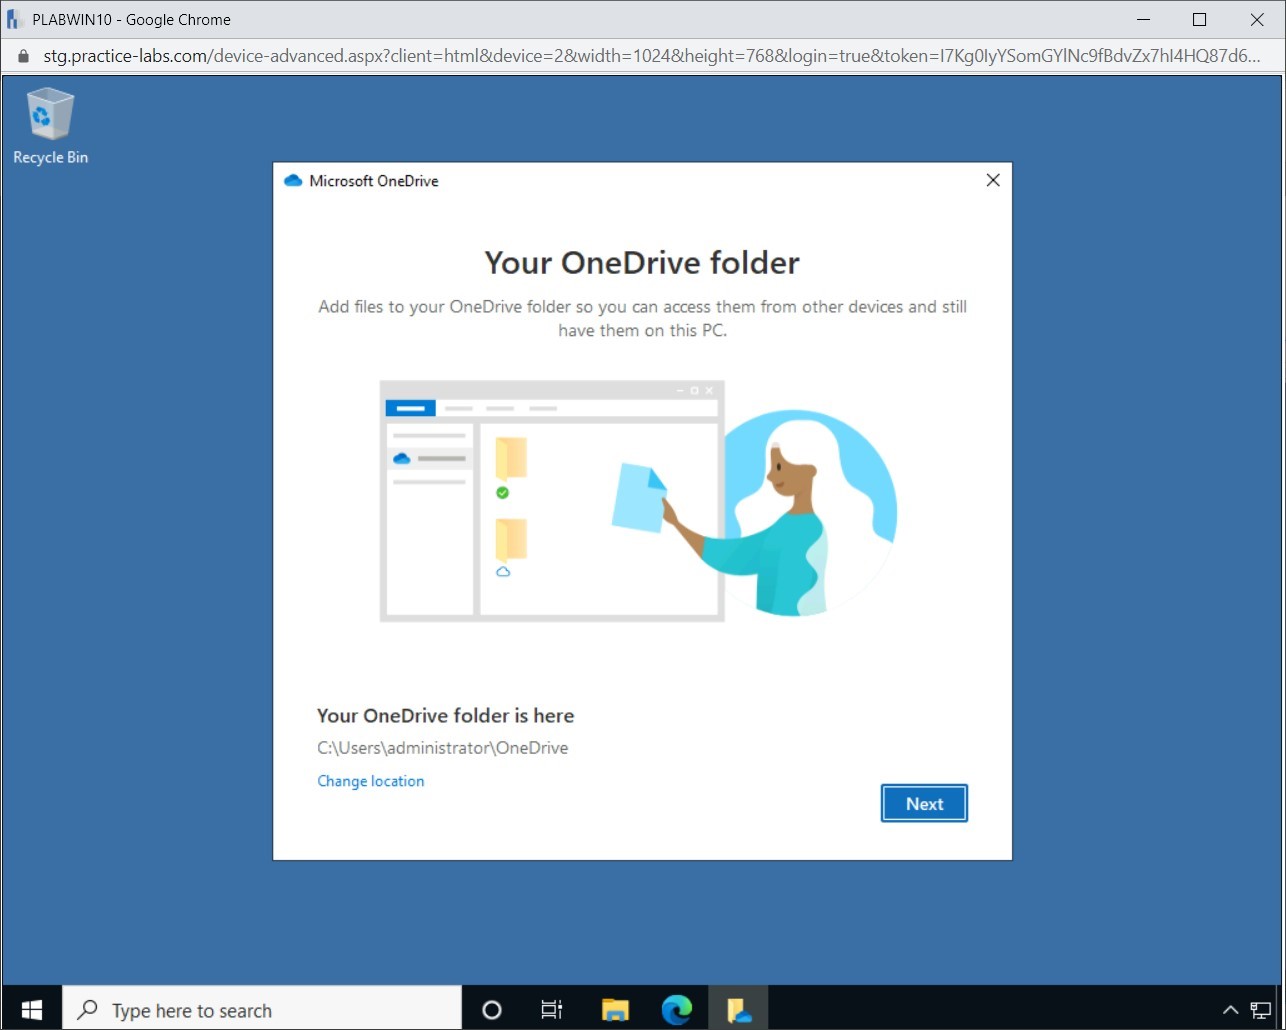 PLABWIN10 - Google Chrome
stg.practice-labs.com/device-advanced.aspx?client=html&device=2&width=1024&height=768&login=true&token=I7Kg0IyYSomGYlNc9fBdvZx7hI4HQ87d6...
Recycle Bin
Microsoft OneDrive
Your OneDrive folder
Add files to your OneDrive folder so you can access them from other devices and still
have them on this PC.
Your OneDrive folder is here
C:\Users\administrator\OneDrive
Change location
Next
Type here to search